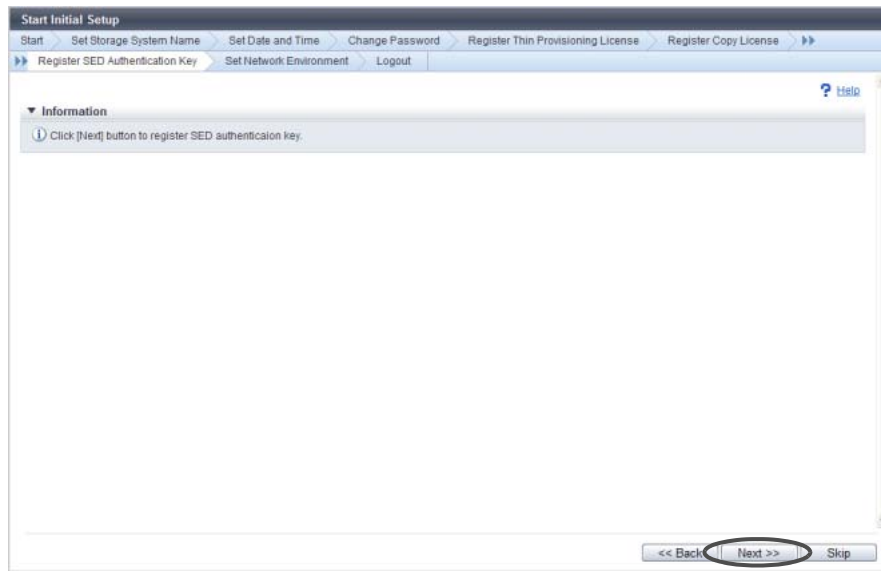 Start Initial Setup
Start Set Storage System Name Set Date and Time Change Password Register Thin Provisioning License Register Copy License
Register SED Authentication Key Set Network Environment Logout
? Help
Information
Click [Next] button to register SED authenticaion key.
<< Back Next >> Skip